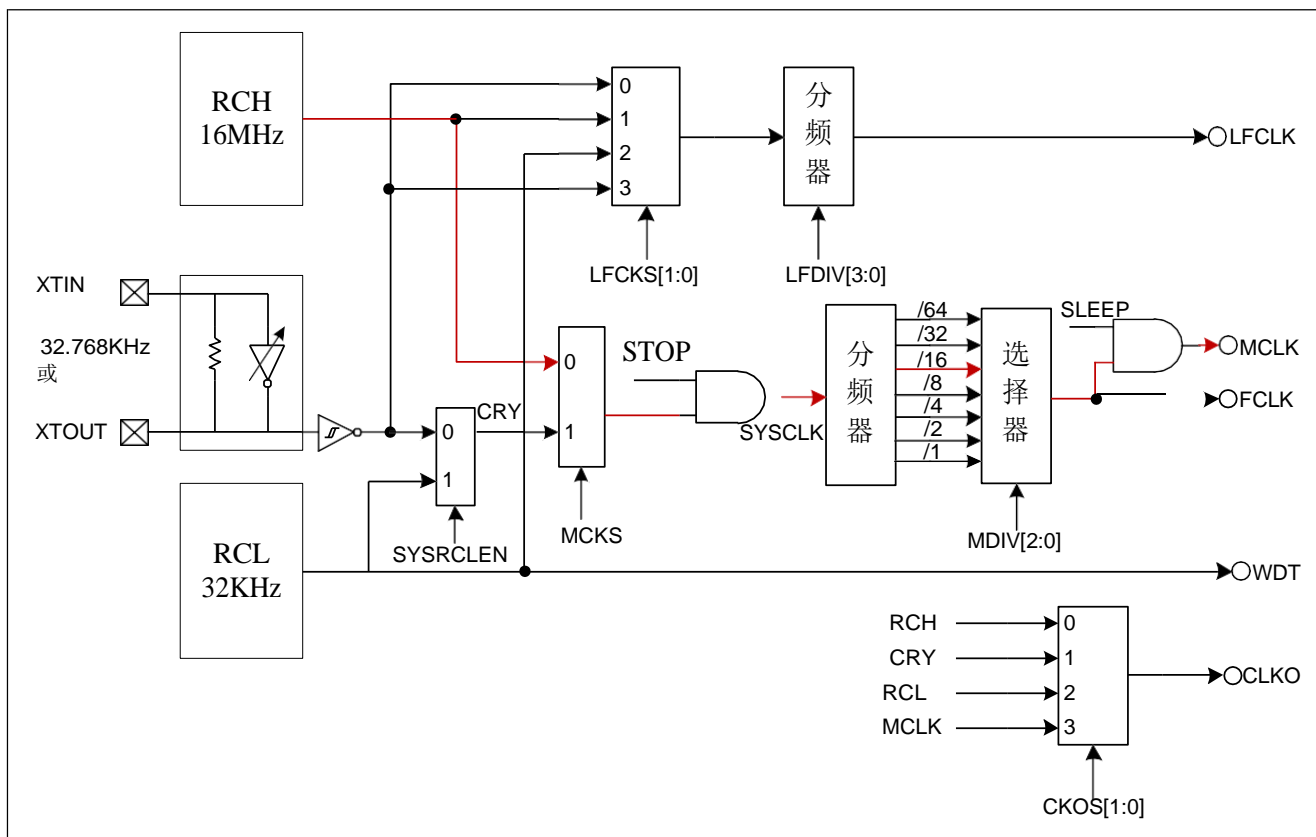 RCH
16MHz
0
1
2
3
分频器
LFCLK
LFCKS[1:0]
LFDIV[3:0]
XTIN
32.768KHz
或
XTOUT
0
1
CRY
SYSRCLEN
0
1
MCKS
STOP
SYSCLK
分频器
/64
/32
/16
/8
/4
/2
/1
选择器
MDIV[2:0]
SLEEP
MCLK
FCLK
RCL
32KHz
WDT
RCH
CRY
RCL
MCLK
0
1
2
3
CLKO
CKOS[1:0]